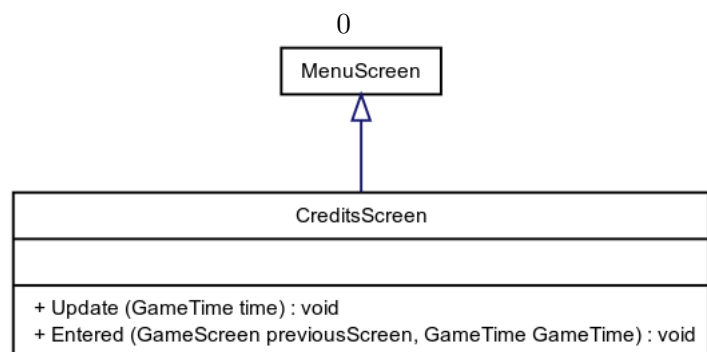 0
MenuScreen
CreditsScreen
+ Update (GameTime time) : void
+ Entered (GameScreen previousScreen, GameTime GameTime) : void